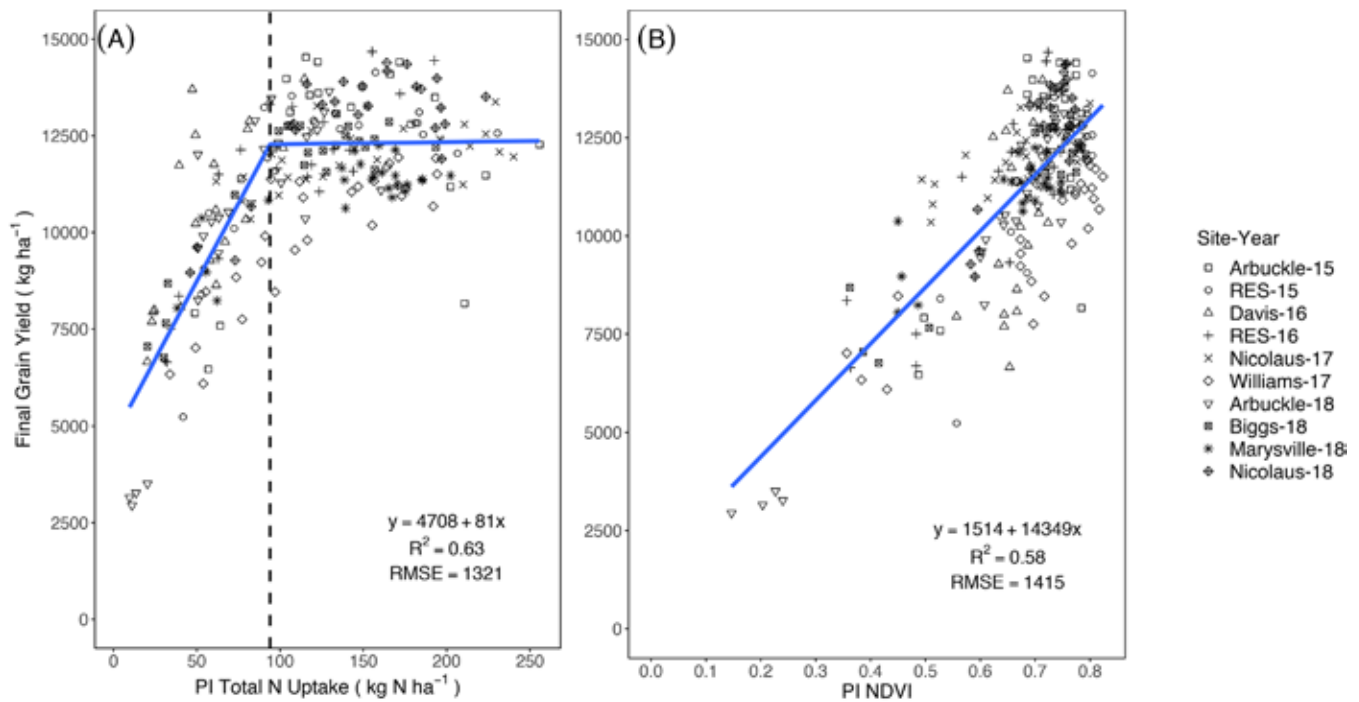 (A)
Final Grain Yield ( kg ha⁻¹ )
15000
12500
10000
7500
5000
2500
0
y = 4708 + 81x
R² = 0.63
RMSE = 1321
0 50 100 150 200 250
PI Total N Uptake ( kg N ha⁻¹ )
(B)
15000
12500
10000
7500
5000
2500
0
y = 1514 + 14349x
R² = 0.58
RMSE = 1415
0.0 0.1 0.2 0.3 0.4 0.5 0.6 0.7 0.8
PI NDVI
Site-Year
Arbuckle-15
RES-15
Davis-16
RES-16
Nicolaus-17
Williams-17
Arbuckle-18
Biggs-18
Marysville-18
Nicolaus-18